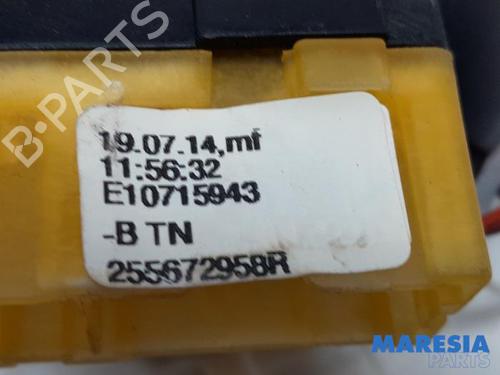 19.07.14,mf
11:56:32
E10715943
-B TN
255672958R
B-PARTS
MARESIA
PARTS